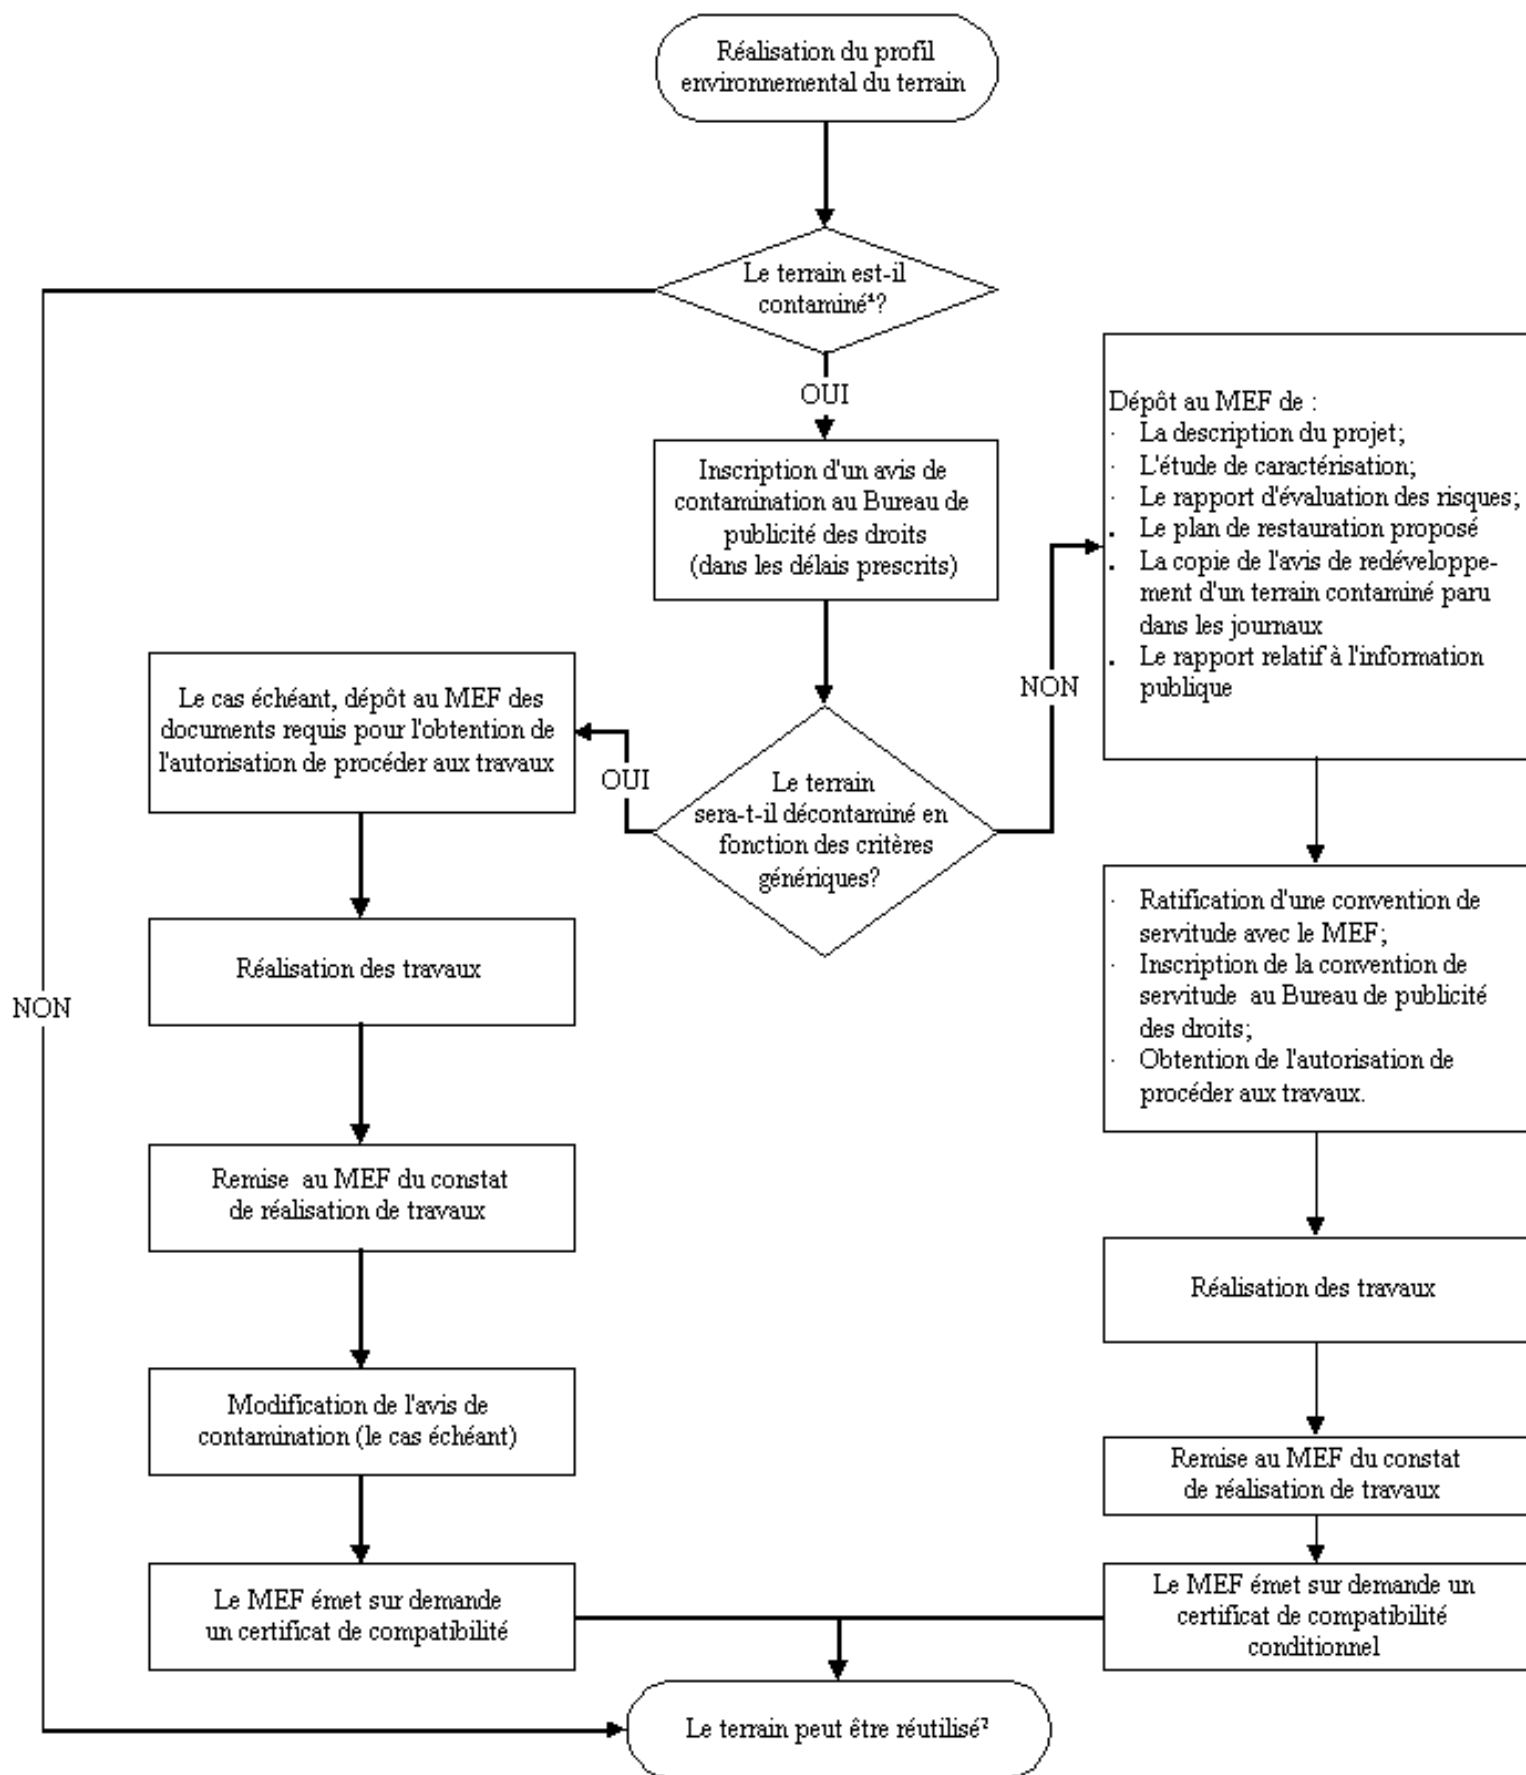 Réalisation du profil
environnemental du terrain
Le terrain est-il
contaminé¹?
OUI
Inscription d'un avis de
contamination au Bureau de
publicité des droits
(dans les délais prescrits)
Dépôt au MEF de :
· La description du projet;
· L'étude de caractérisation;
· Le rapport d'évaluation des risques;
. Le plan de restauration proposé
. La copie de l'avis de redéveloppe-
ment d'un terrain contaminé paru
dans les journaux
. Le rapport relatif à l'information
publique
NON
Le cas échéant, dépôt au MEF des
documents requis pour l'obtention de
l'autorisation de procéder aux travaux
OUI
Le terrain
sera-t-il décontaminé en
fonction des critères
génériques?
· Ratification d'une convention de
servitude avec le MEF;
· Inscription de la convention de
servitude au Bureau de publicité
des droits;
· Obtention de l'autorisation de
procéder aux travaux.
Réalisation des travaux
NON
Remise au MEF du constat
de réalisation de travaux
Réalisation des travaux
Modification de l'avis de
contamination (le cas échéant)
Remise au MEF du constat
de réalisation de travaux
Le MEF émet sur demande
un certificat de compatibilité
Le MEF émet sur demande un
certificat de compatibilité
conditionnel
Le terrain peut être réutilisé²